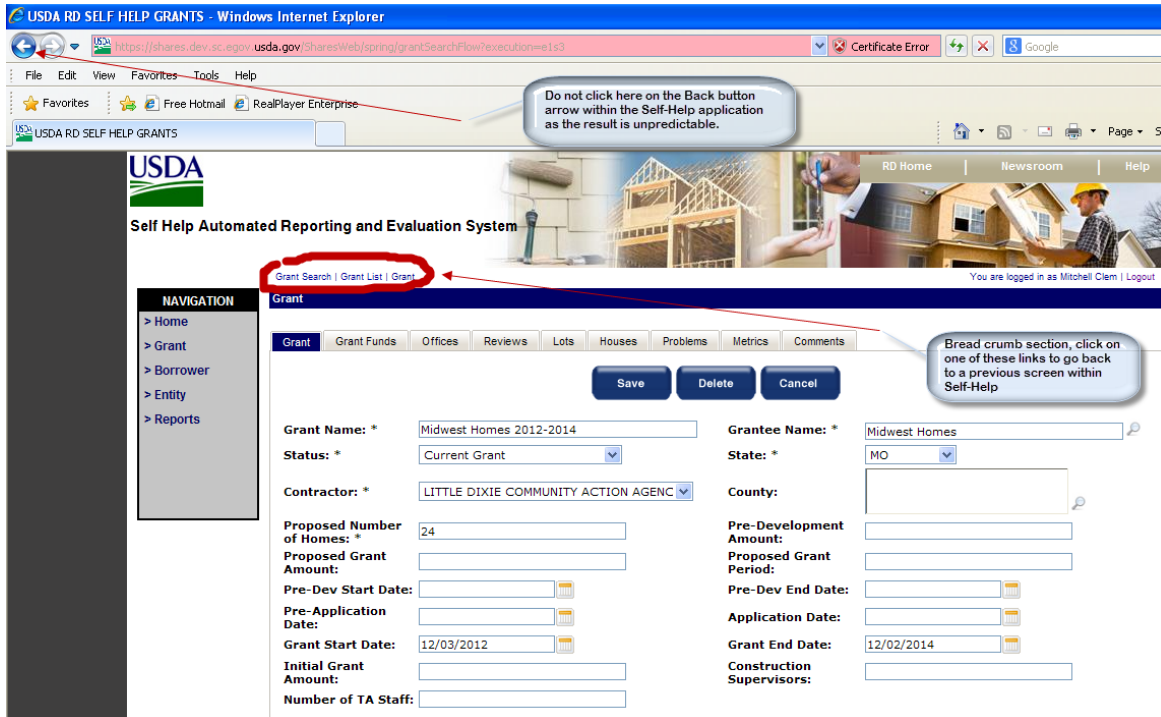 USDA RD SELF HELP GRANTS - Windows Internet Explorer
https://shares.dev.sc.egov.usda.gov/SharesWeb/spring/grantSearchFlow?execution=e1s3
Certificate Error
Google
File Edit View Favorites Tools Help
Favorites Free Hotmail RealPlayer Enterprise
Do not click here on the Back button
arrow within the Self-Help application
as the result is unpredictable.
USDA RD SELF HELP GRANTS
Page
USDA
RD Home | Newsroom | Help
Self Help Automated Reporting and Evaluation System
Grant Search | Grant List | Grant
You are logged in as Mitchell Clem | Logout
NAVIGATION
> Home
> Grant
> Borrower
> Entity
> Reports
Grant
Grant Grant Funds Offices Reviews Lots Houses Problems Metrics Comments
Bread crumb section, click on
one of these links to go back
to a previous screen within
Self-Help
Save Delete Cancel
Grant Name: * Midwest Homes 2012-2014 Grantee Name: * Midwest Homes
Status: * Current Grant State: * MO
Contractor: * LITTLE DIXIE COMMUNITY ACTION AGENC County:
Proposed Number
of Homes: * 24
Pre-Development
Amount:
Proposed Grant
Amount:
Proposed Grant
Period:
Pre-Dev Start Date: Pre-Dev End Date:
Pre-Application
Date:
Application Date:
Grant Start Date: 12/03/2012 Grant End Date: 12/02/2014
Initial Grant
Amount:
Construction
Supervisors:
Number of TA Staff: